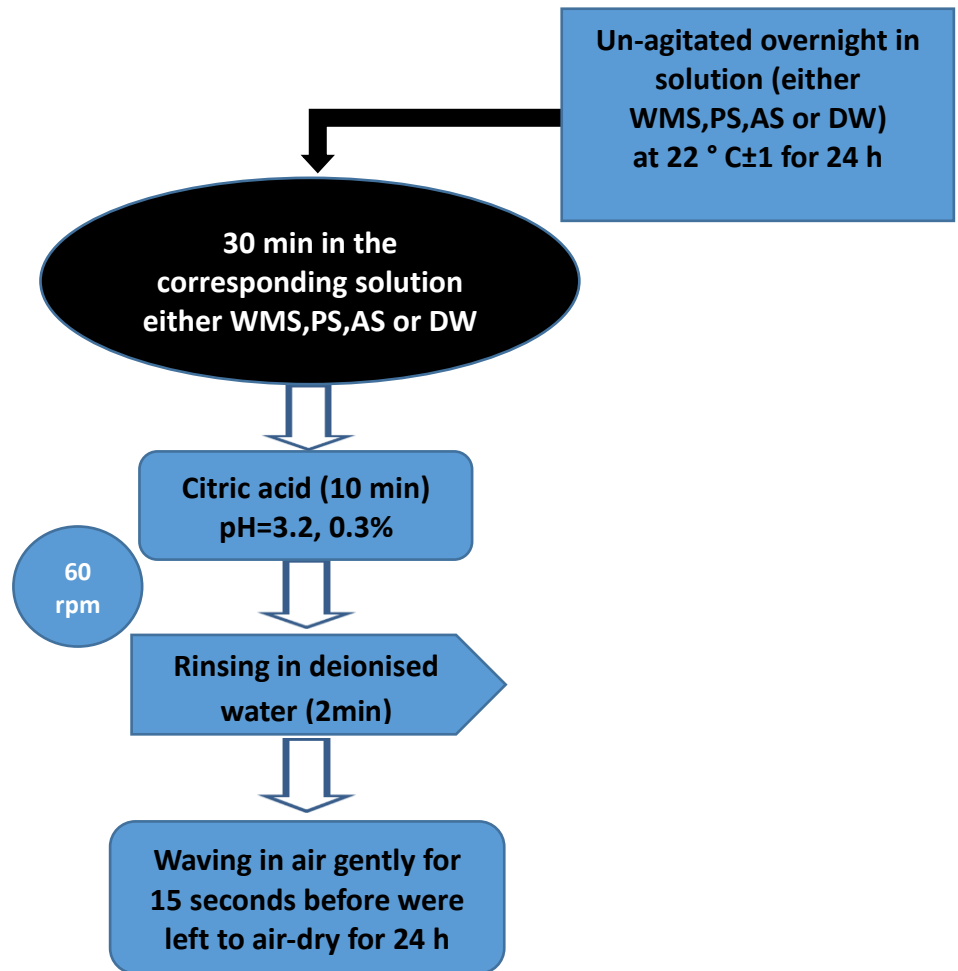 Un-agitated overnight in
solution (either
WMS,PS,AS or DW)
at 22 ° C±1 for 24 h
30 min in the
corresponding solution
either WMS,PS,AS or DW
Citric acid (10 min)
pH=3.2, 0.3%
60
rpm
Rinsing in deionised
water (2min)
Waving in air gently for
15 seconds before were
left to air-dry for 24 h